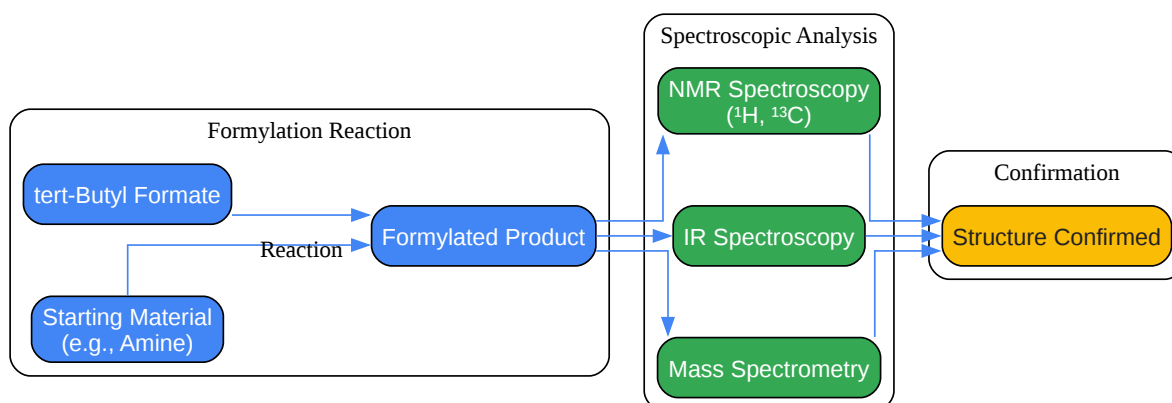 Formylation Reaction
tert-Butyl Formate
Reaction
Starting Material
(e.g., Amine)
Formylated Product
Spectroscopic Analysis
NMR Spectroscopy
(¹H, ¹³C)
IR Spectroscopy
Mass Spectrometry
Confirmation
Structure Confirmed